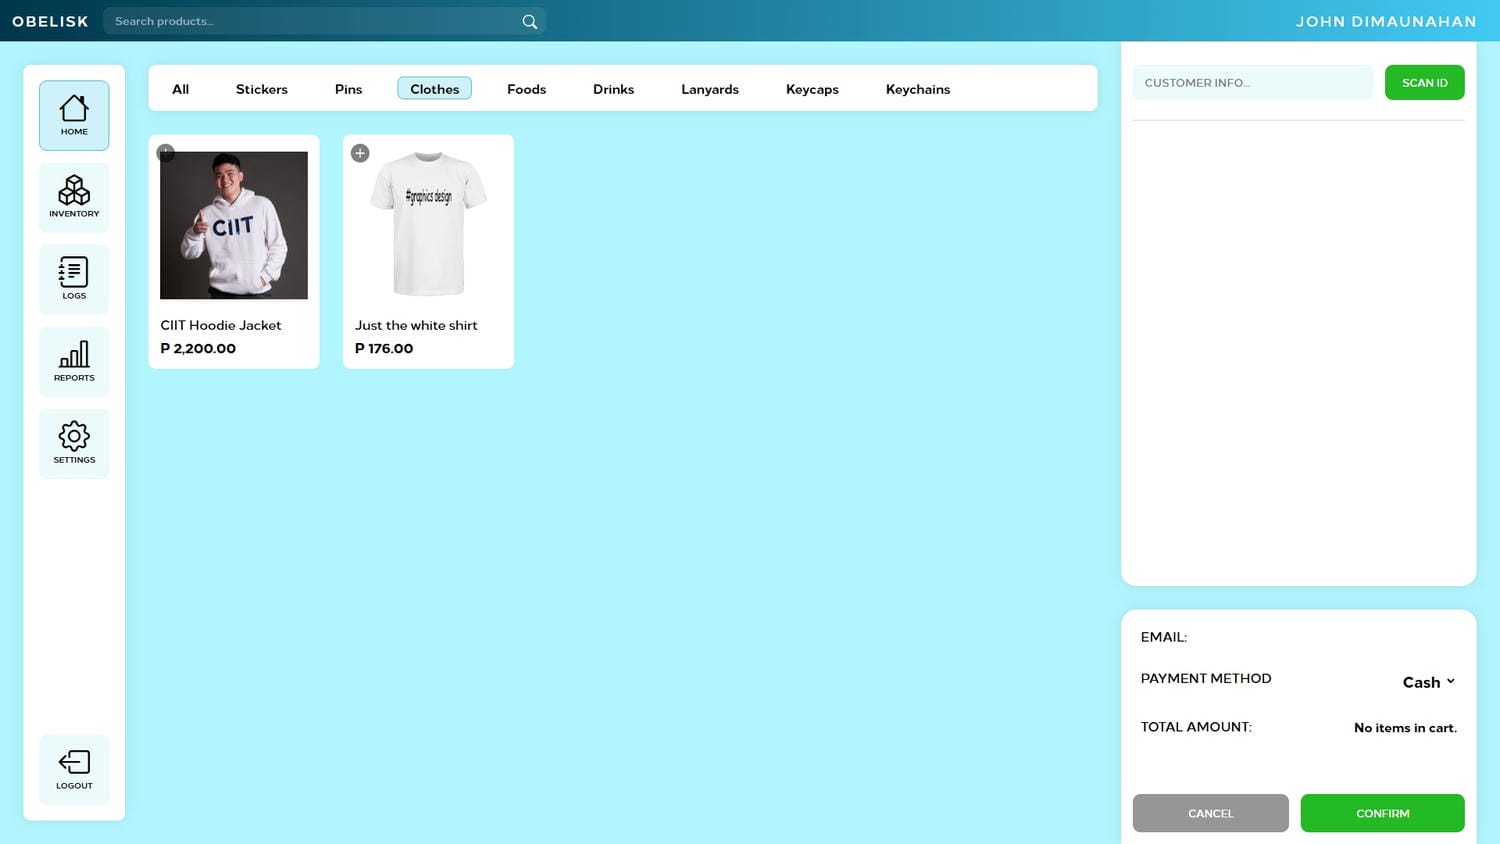 OBELISK
Search products...
JOHN DIMAUNAHAN
HOME
INVENTORY
LOGS
REPORTS
SETTINGS
LOGOUT
All Stickers Pins Clothes Foods Drinks Lanyards Keycaps Keychains
CIIT
CIIT Hoodie Jacket
P 2,200.00
#graphics design
Just the white shirt
P 176.00
CUSTOMER INFO...
SCAN ID
EMAIL:
PAYMENT METHOD
Cash
TOTAL AMOUNT:
No items in cart.
CANCEL
CONFIRM